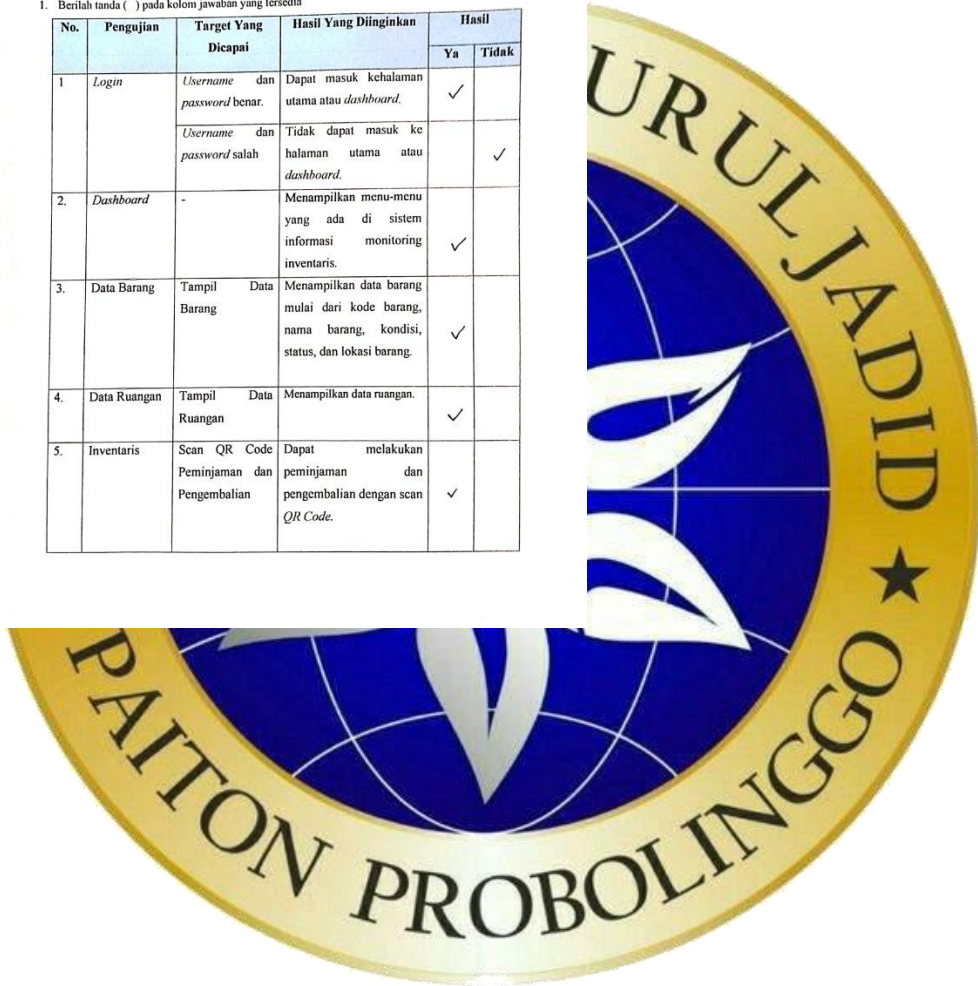 1. Berilah tanda ( ) pada kolom jawaban yang tersedia
No. Pengujian Target Yang Dicapai Hasil Yang Diinginkan Hasil
Ya Tidak
1 Login Username dan password benar. Dapat masuk kehalaman utama atau dashboard. ✓
Username dan password salah Tidak dapat masuk ke halaman utama atau dashboard. ✓
2. Dashboard - Menampilkan menu-menu yang ada di sistem informasi monitoring inventaris. ✓
3. Data Barang Tampil Data Barang Menampilkan data barang mulai dari kode barang, nama barang, kondisi, status, dan lokasi barang. ✓
4. Data Ruangan Tampil Data Ruangan Menampilkan data ruangan. ✓
5. Inventaris Scan QR Code Peminjaman dan Pengembalian Dapat melakukan peminjaman dan pengembalian dengan scan QR Code. ✓
URUL JADID ★
PAITON PROBOLINGGO